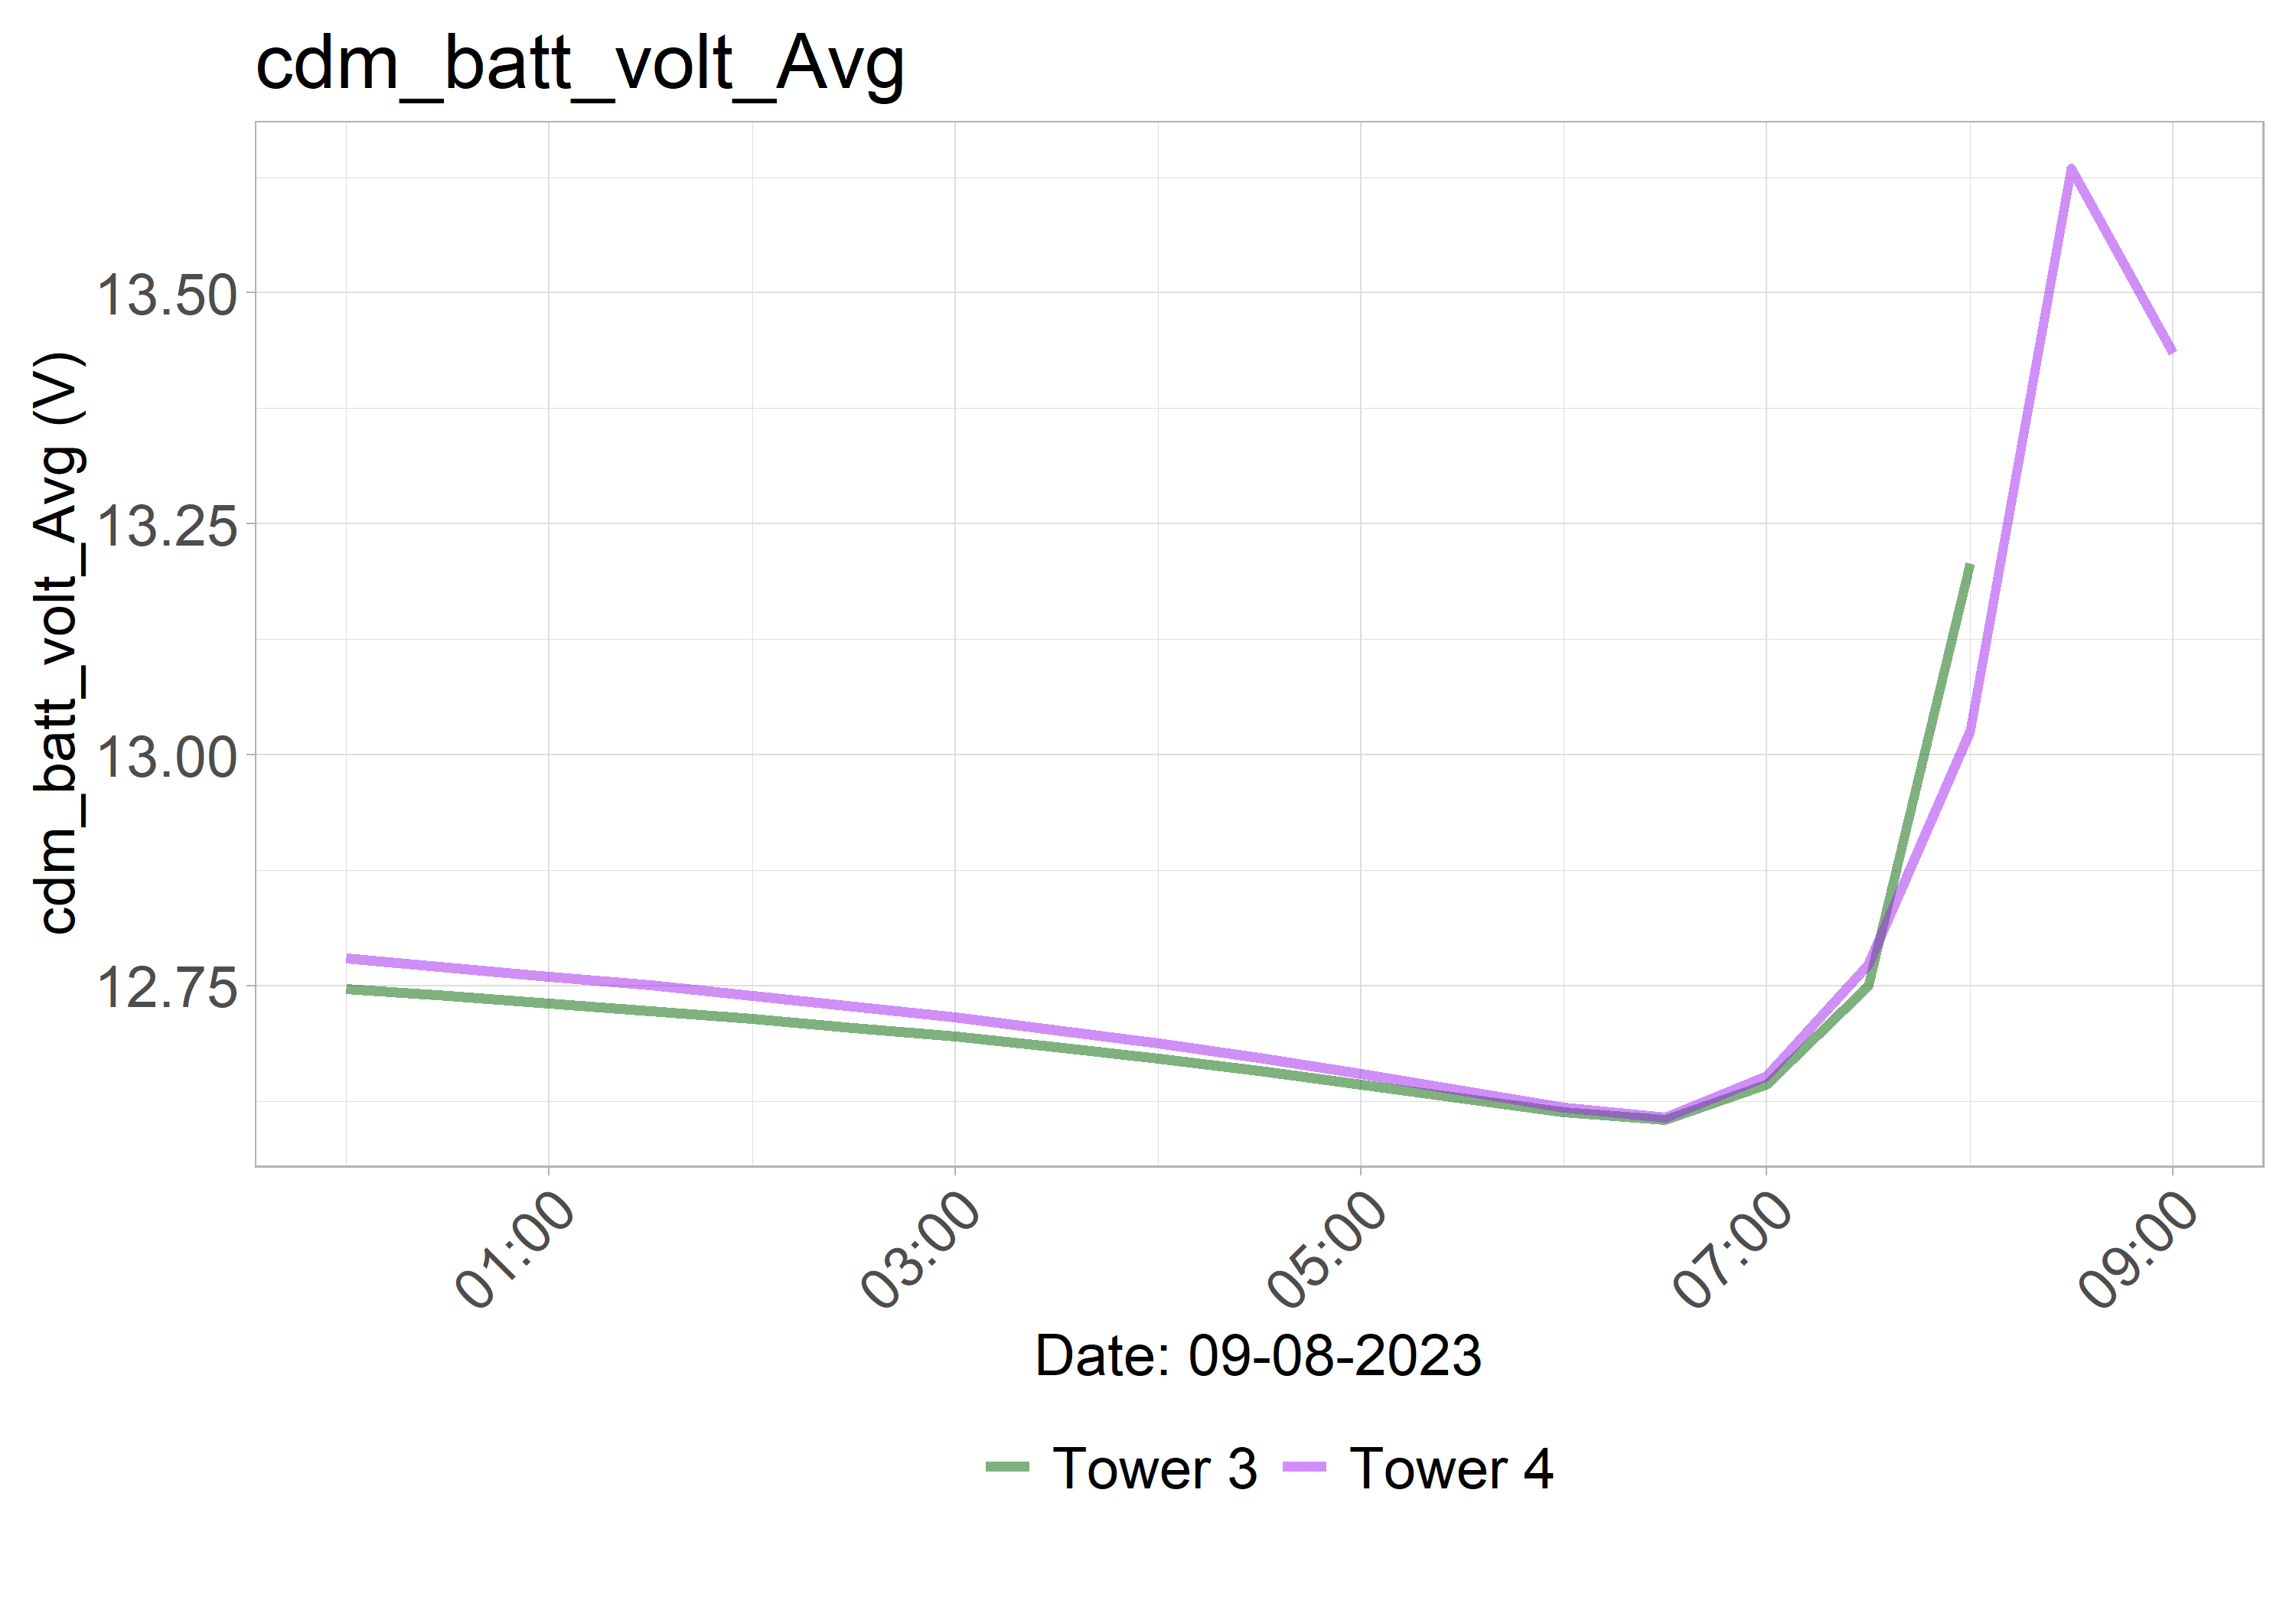 cdm_batt_volt_Avg
cdm_batt_volt_Avg (V)
13.50
13.25
13.00
12.75
01:00
03:00
05:00
07:00
09:00
Date: 09-08-2023
Tower 3
Tower 4